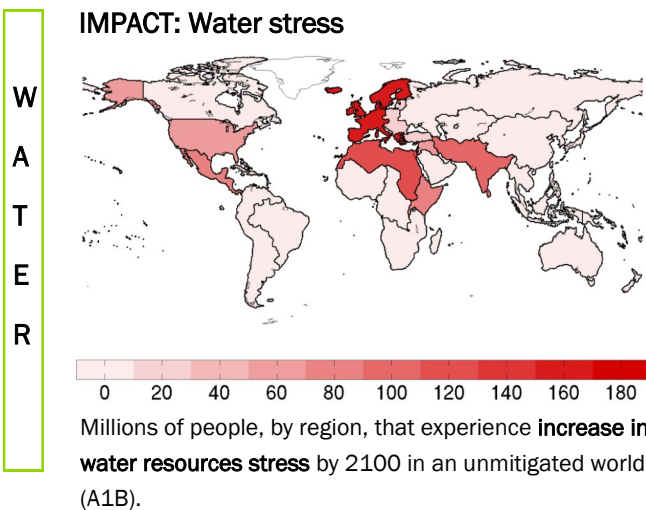 IMPACT: Water stress
W
A
T
E
R
0 20 40 60 80 100 120 140 160 180
Millions of people, by region, that experience increase in
water resources stress by 2100 in an unmitigated world
(A1B).